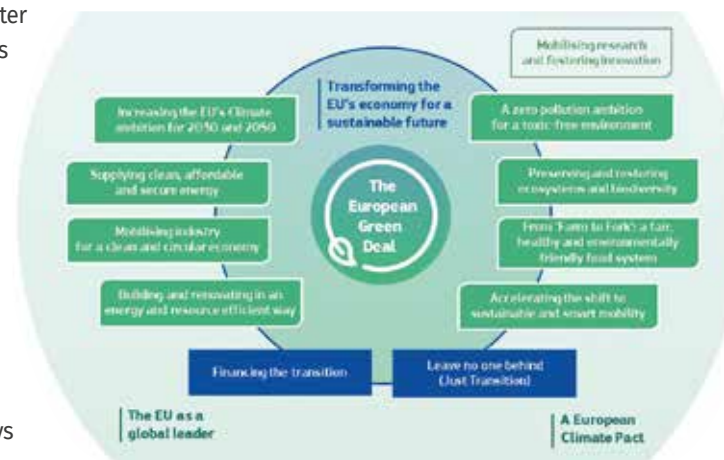 ter
s
Mobilising research
and fostering innovation
Transforming the
EU's economy for a
sustainable future
Increasing the EU's Climate
ambition for 2030 and 2050
A zero pollution ambition
for a toxic-free environment
Supplying clean, affordable
and secure energy
Preserving and restoring
ecosystems and biodiversity
The
European
Green
Deal
Mobilising industry
for a clean and circular economy
From 'Farm to Fork': a fair,
healthy and environmentally
friendly food system
Building and renovating in an
energy and resource efficient way
Accelerating the shift to
sustainable and smart mobility
Financing the transition
Leave no one behind
(Just Transition)
The EU as a
global leader
A European
Climate Pact
vs